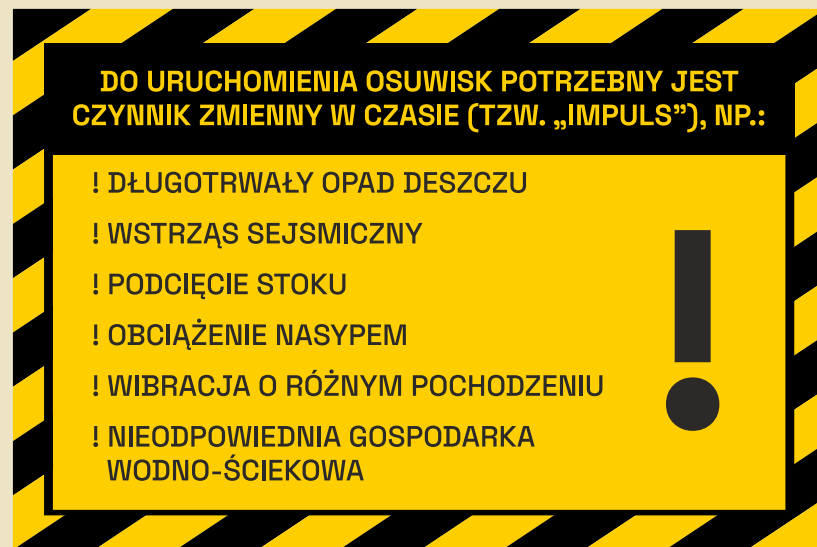 DO URUCHOMIENIA OSUWISK POTRZEBNY JEST
CZYNNIK ZMIENNY W CZASIE (TZW. „IMPULS”), NP.:
! DŁUGOTRWAŁY OPAD DESZCZU
! WSTRZĄS SEJSMICZNY
! PODCIĘCIE STOKU
! OBCIĄŻENIE NASYPEM
! WIBRACJA O RÓŻNYM POCHODZENIU
! NIEODPOWIEDNIA GOSPODARKA
WODNO-ŚCIEKOWA
!